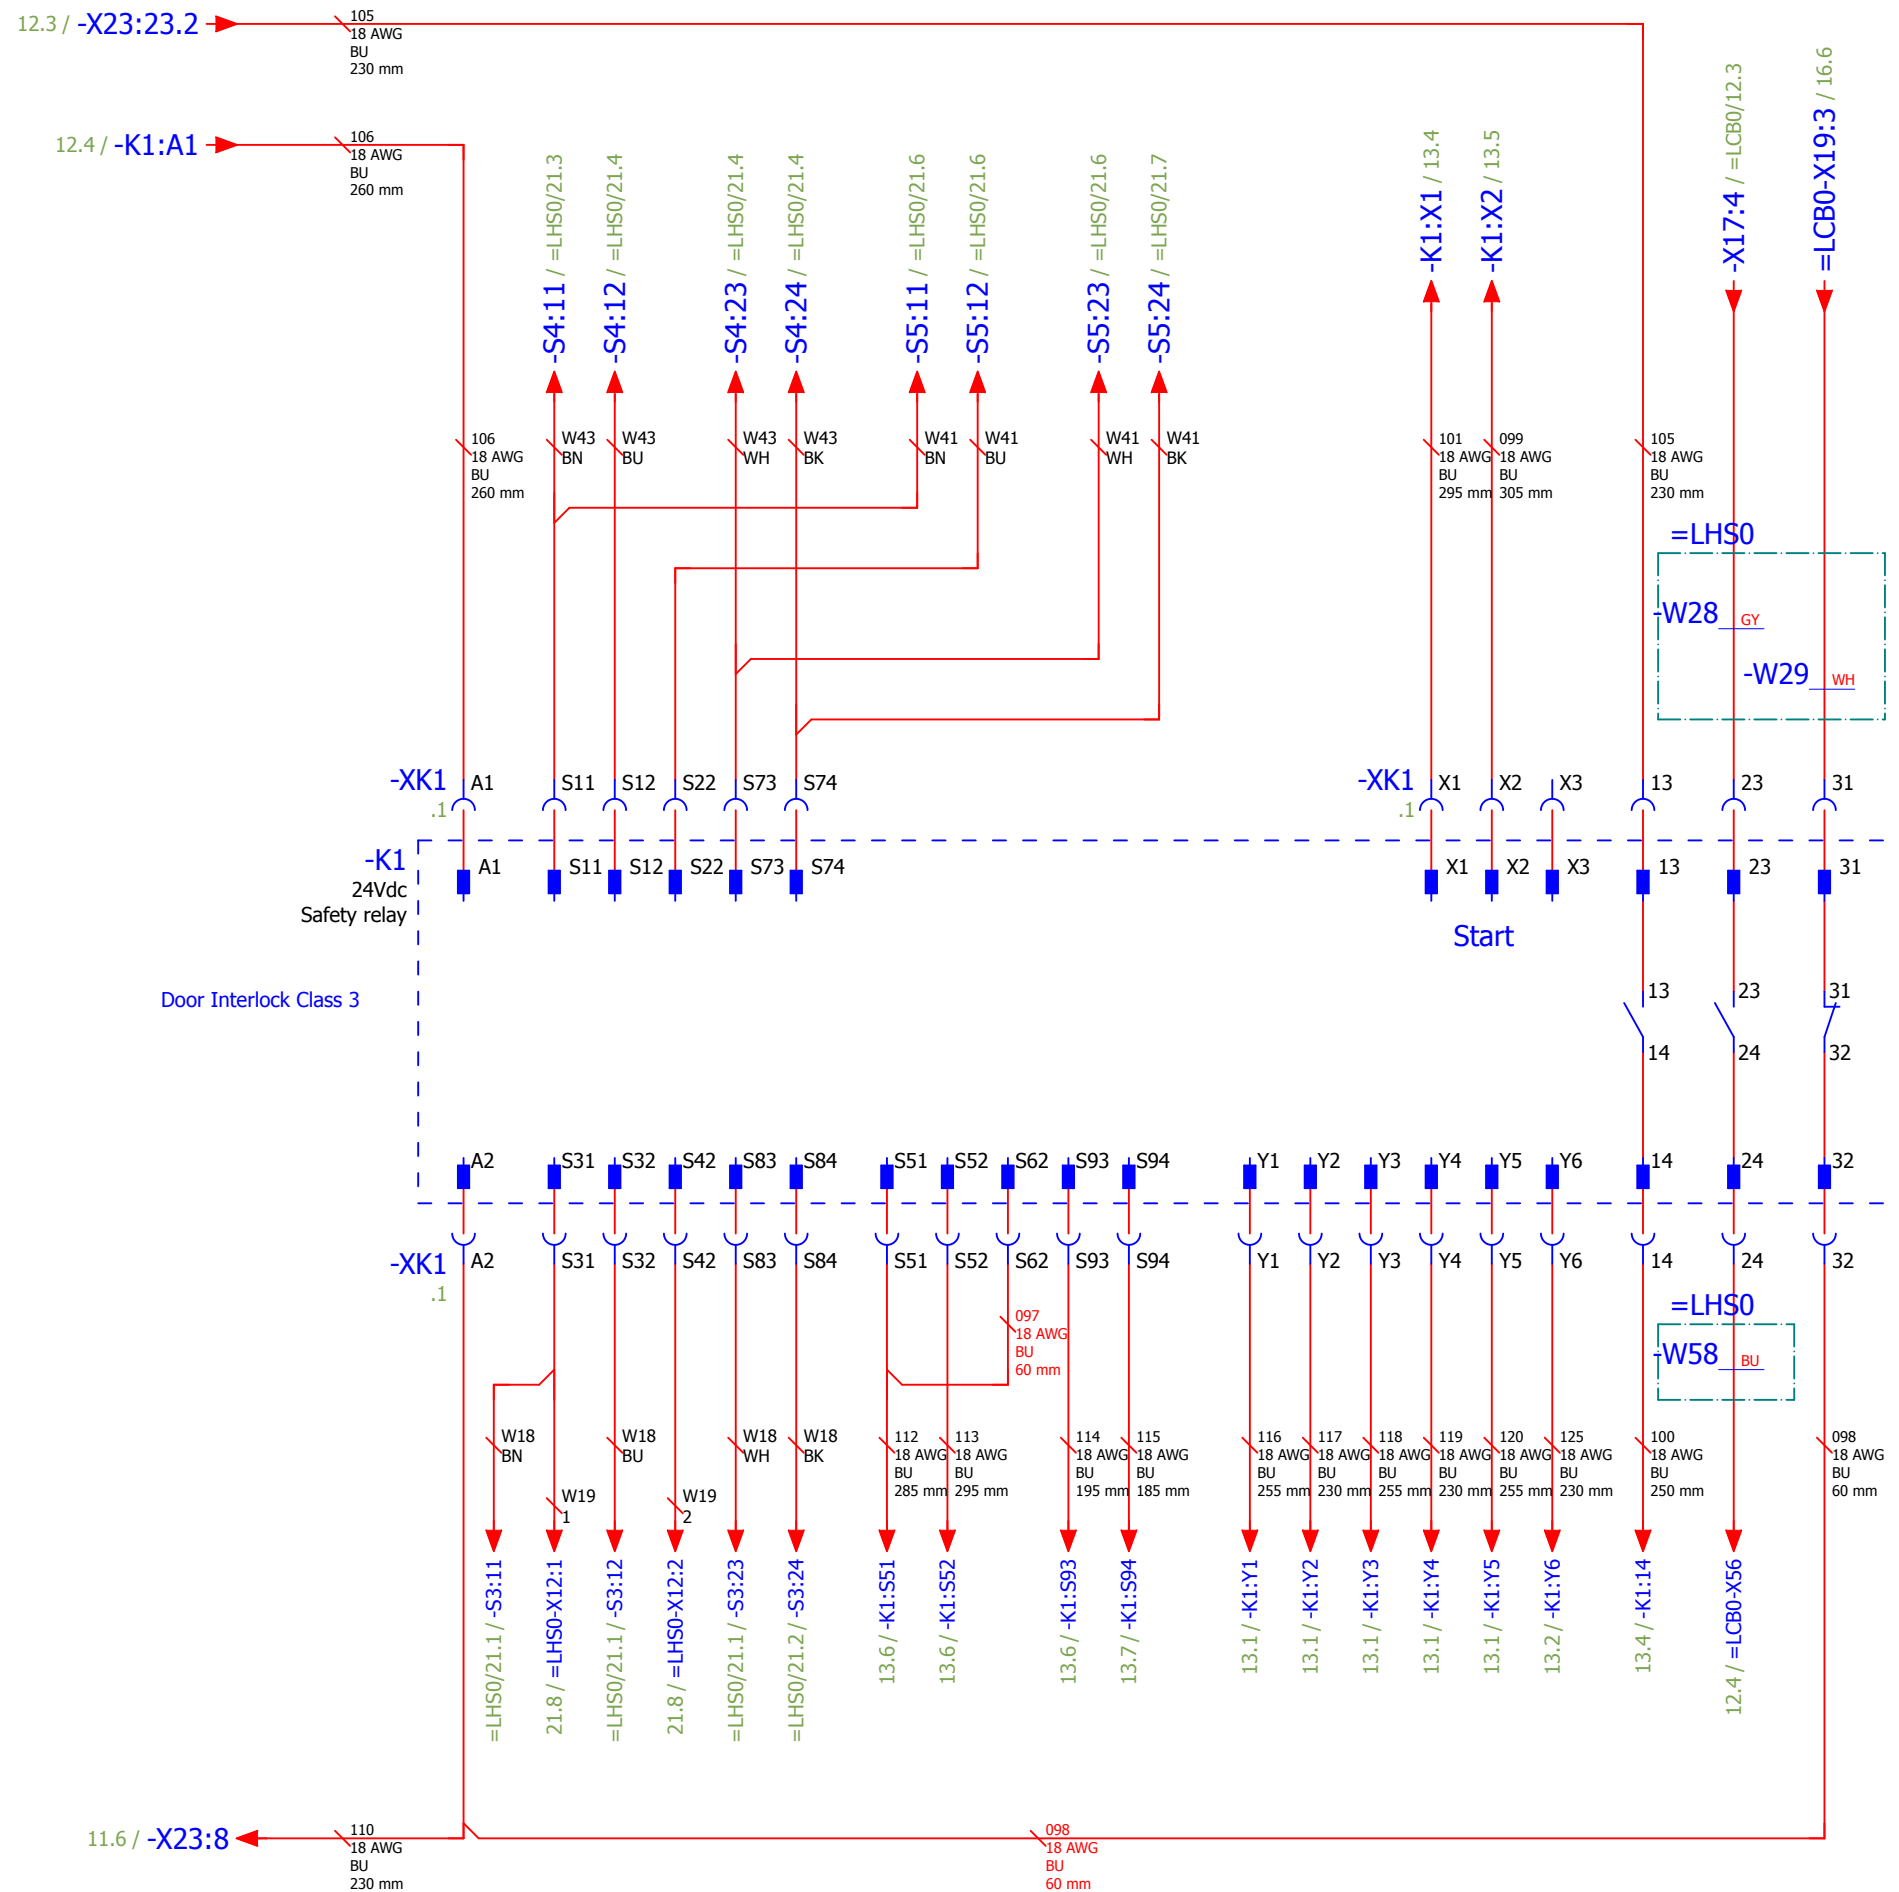 12.3 / -X23:23.2
105
18 AWG
BU
230 mm
12.4 / -K1:A1
106
18 AWG
BU
260 mm
-S4:11 / =LHS0/21.3
-S4:12 / =LHS0/21.4
-S4:23 / =LHS0/21.4
-S4:24 / =LHS0/21.4
-S5:11 / =LHS0/21.6
-S5:12 / =LHS0/21.6
-S5:23 / =LHS0/21.6
-S5:24 / =LHS0/21.7
-K1:X1 / 13.4
-K1:X2 / 13.5
-X17:4 / =LCB0/12.3
=LCB0-X19:3 / 16.6
106
18 AWG
BU
260 mm
W43
BN
W43
BU
W43
WH
W43
BK
W41
BN
W41
BU
W41
WH
W41
BK
101
18 AWG
BU
295 mm
099
18 AWG
BU
305 mm
105
18 AWG
BU
230 mm
=LHS0
-W28 GY
-W29 WH
-XK1 A1 S11 S12 S22 S73 S74
.1
-XK1 X1 X2 X3 13 23 31
.1
-K1 A1 S11 S12 S22 S73 S74 X1 X2 X3 13 23 31
24Vdc
Safety relay
Start
Door Interlock Class 3
13 23 31
14 24 32
A2 S31 S32 S42 S83 S84 S51 S52 S62 S93 S94 Y1 Y2 Y3 Y4 Y5 Y6 14 24 32
-XK1 A2 S31 S32 S42 S83 S84 S51 S52 S62 S93 S94 Y1 Y2 Y3 Y4 Y5 Y6 14 24 32
.1
097
18 AWG
BU
60 mm
=LHS0
-W58 BU
W18
BN
W19
1
W18
BU
W19
2
W18
WH
W18
BK
112
18 AWG
BU
285 mm
113
18 AWG
BU
295 mm
114
18 AWG
BU
195 mm
115
18 AWG
BU
185 mm
116
18 AWG
BU
255 mm
117
18 AWG
BU
230 mm
118
18 AWG
BU
255 mm
119
18 AWG
BU
230 mm
120
18 AWG
BU
255 mm
125
18 AWG
BU
230 mm
100
18 AWG
BU
250 mm
098
18 AWG
BU
60 mm
=LHS0/21.1 / -S3:11
21.8 / =LHS0-X12:1
=LHS0/21.1 / -S3:12
21.8 / =LHS0-X12:2
=LHS0/21.1 / -S3:23
=LHS0/21.2 / -S3:24
13.6 / -K1:S51
13.6 / -K1:S52
13.6 / -K1:S93
13.7 / -K1:S94
13.1 / -K1:Y1
13.1 / -K1:Y2
13.1 / -K1:Y3
13.1 / -K1:Y4
13.1 / -K1:Y5
13.2 / -K1:Y6
13.4 / -K1:14
12.4 / =LCB0-X56
11.6 / -X23:8
110
18 AWG
BU
230 mm
098
18 AWG
BU
60 mm